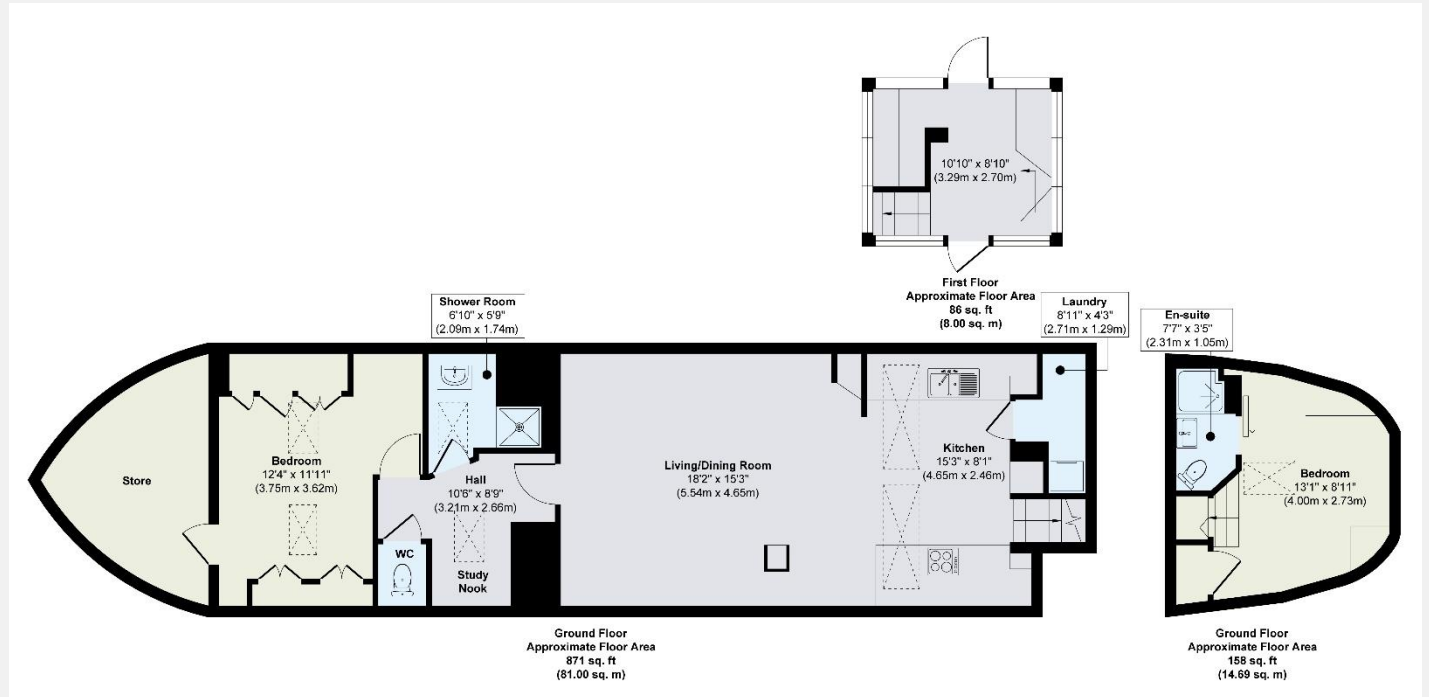 10'10" x 8'10"
(3.29m x 2.70m)
First Floor
Approximate Floor Area
86 sq. ft
(8.00 sq. m)
Shower Room
6'10" x 5'9"
(2.09m x 1.74m)
Laundry
8'11" x 4'3"
(2.71m x 1.29m)
En-suite
7'7" x 3'5"
(2.31m x 1.05m)
Store
Bedroom
12'4" x 11'11"
(3.75m x 3.62m)
Hall
10'6" x 8'9"
(3.21m x 2.66m)
WC
Study
Nook
Living/Dining Room
18'2" x 15'3"
(5.54m x 4.65m)
Kitchen
15'3" x 8'1"
(4.65m x 2.46m)
Bedroom
13'1" x 8'11"
(4.00m x 2.73m)
Ground Floor
Approximate Floor Area
871 sq. ft
(81.00 sq. m)
Ground Floor
Approximate Floor Area
158 sq. ft
(14.69 sq. m)